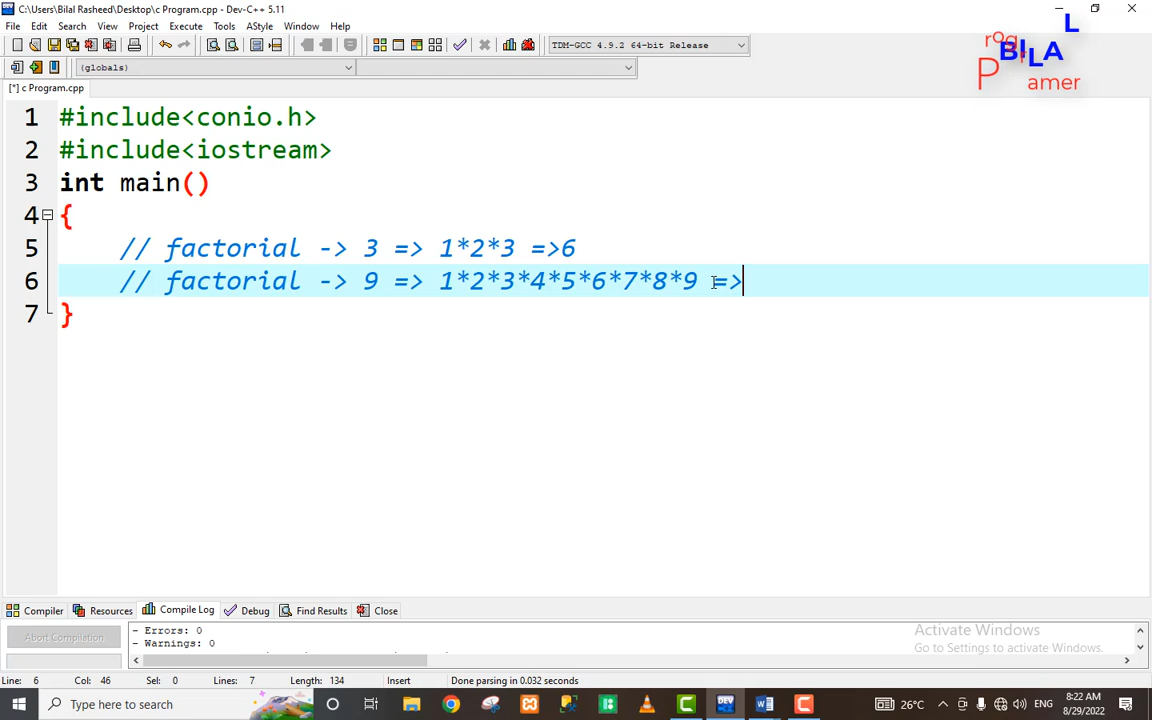 C:\Users\Bilal Rasheed\Desktop\c Program.cpp - Dev-C++ 5.11
File Edit Search View Project Execute Tools AStyle Window Help
TDM-GCC 4.9.2 64-bit Release
(globals)
[*] c Program.cpp
Programer
BILAL
1 #include<conio.h>
2 #include<iostream>
3 int main()
4 {
5 // factorial -> 3 => 1*2*3 =>6
6 // factorial -> 9 => 1*2*3*4*5*6*7*8*9 =>
7 }
Compiler Resources Compile Log Debug Find Results Close
Abort Compilation
- Errors: 0
- Warnings: 0
Activate Windows
Go to Settings to activate Windows.
Line: 6 Col: 46 Sel: 0 Lines: 7 Length: 134 Insert Done parsing in 0.032 seconds
Type here to search
26°C ENG
8:22 AM
8/29/2022